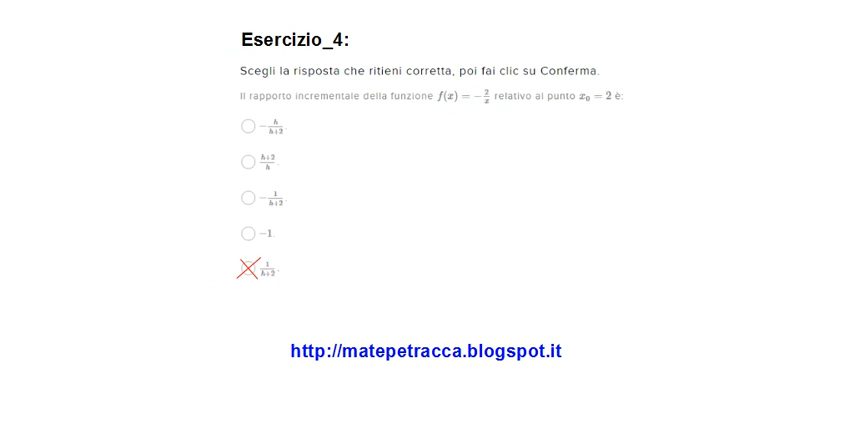 Esercizio_4:
Scegli la risposta che ritieni corretta, poi fai clic su Conferma.
Il rapporto incrementale della funzione f(x) = −2/x relativo al punto x₀ = 2 è:
−h/(h+2).
(h+2)/h.
−1/(h+2).
−1.
1/(h+2).
http://matepetracca.blogspot.it